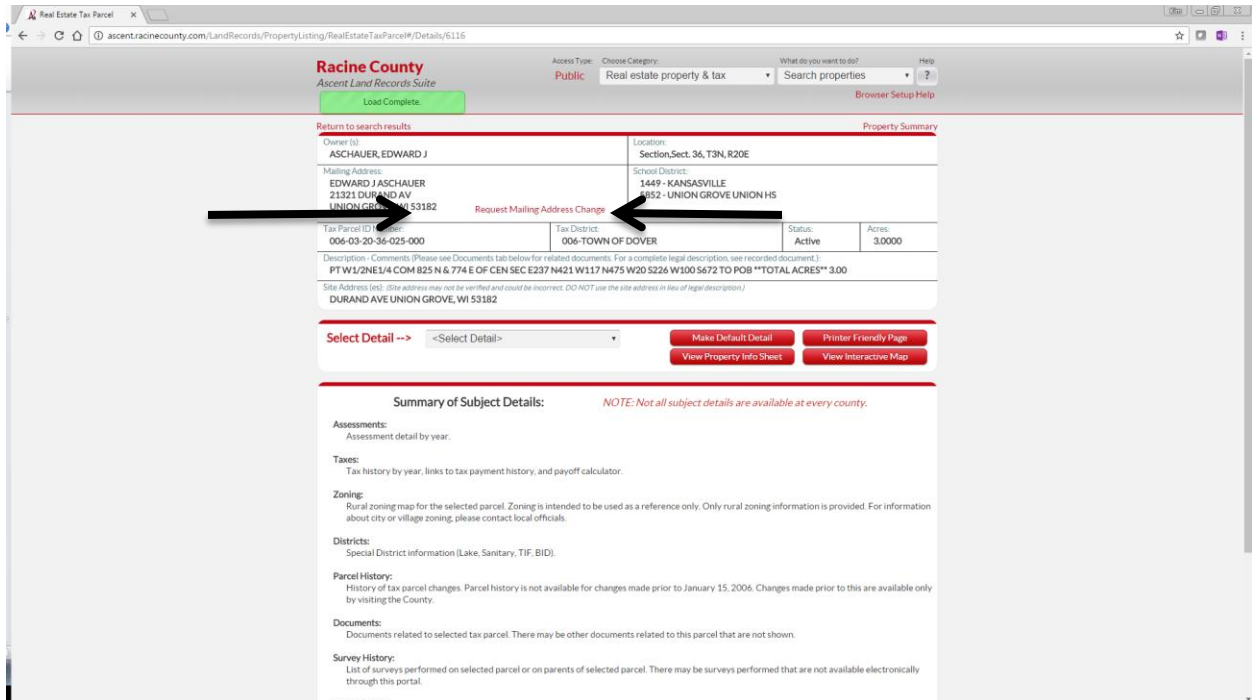 Real Estate Tax Parcel
ascent.racinecounty.com/LandRecords/PropertyListing/RealEstateTaxParcel#/Details/6116
Racine County
Ascent Land Records Suite
Load Complete.
Access Type: Choose Category: What do you want to do? Help
Public Real estate property & tax Search properties ?
Browser Setup Help
Return to search results Property Summary
Owner (s): Location:
ASCHAUER, EDWARD J Section,Sect. 36, T3N, R20E
Mailing Address: School District:
EDWARD J ASCHAUER 1449 - KANSASVILLE
21321 DURAND AV 5852 - UNION GROVE UNION HS
UNION GROVE WI 53182 Request Mailing Address Change
Tax Parcel ID Number: Tax District: Status: Acres:
006-03-20-36-025-000 006-TOWN OF DOVER Active 3.0000
Description - Comments (Please see Documents tab below for related documents. For a complete legal description, see recorded document.):
PT W1/2NE1/4 COM 825 N & 774 E OF CEN SEC E237 N421 W117 N475 W20 S226 W100 S672 TO POB **TOTAL ACRES** 3.00
Site Address (es): (Site address may not be verified and could be incorrect. DO NOT use the site address in lieu of legal description.)
DURAND AVE UNION GROVE, WI 53182
Select Detail --> <Select Detail> Make Default Detail Printer Friendly Page
View Property Info Sheet View Interactive Map
Summary of Subject Details: NOTE: Not all subject details are available at every county.
Assessments:
Assessment detail by year.
Taxes:
Tax history by year, links to tax payment history, and payoff calculator.
Zoning:
Rural zoning map for the selected parcel. Zoning is intended to be used as a reference only. Only rural zoning information is provided. For information
about city or village zoning, please contact local officials.
Districts:
Special District information (Lake, Sanitary, TIF, BID).
Parcel History:
History of tax parcel changes. Parcel history is not available for changes made prior to January 15, 2006. Changes made prior to this are available only
by visiting the County.
Documents:
Documents related to selected tax parcel. There may be other documents related to this parcel that are not shown.
Survey History:
List of surveys performed on selected parcel or on parents of selected parcel. There may be surveys performed that are not available electronically
through this portal.